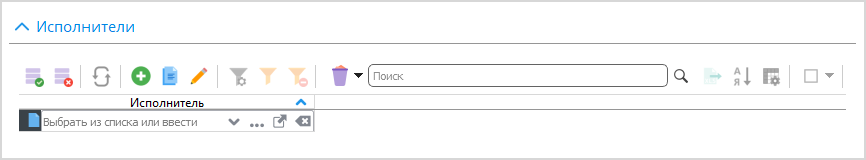 Исполнители
Поиск
А
Я
Исполнитель
Выбрать из списка или ввести